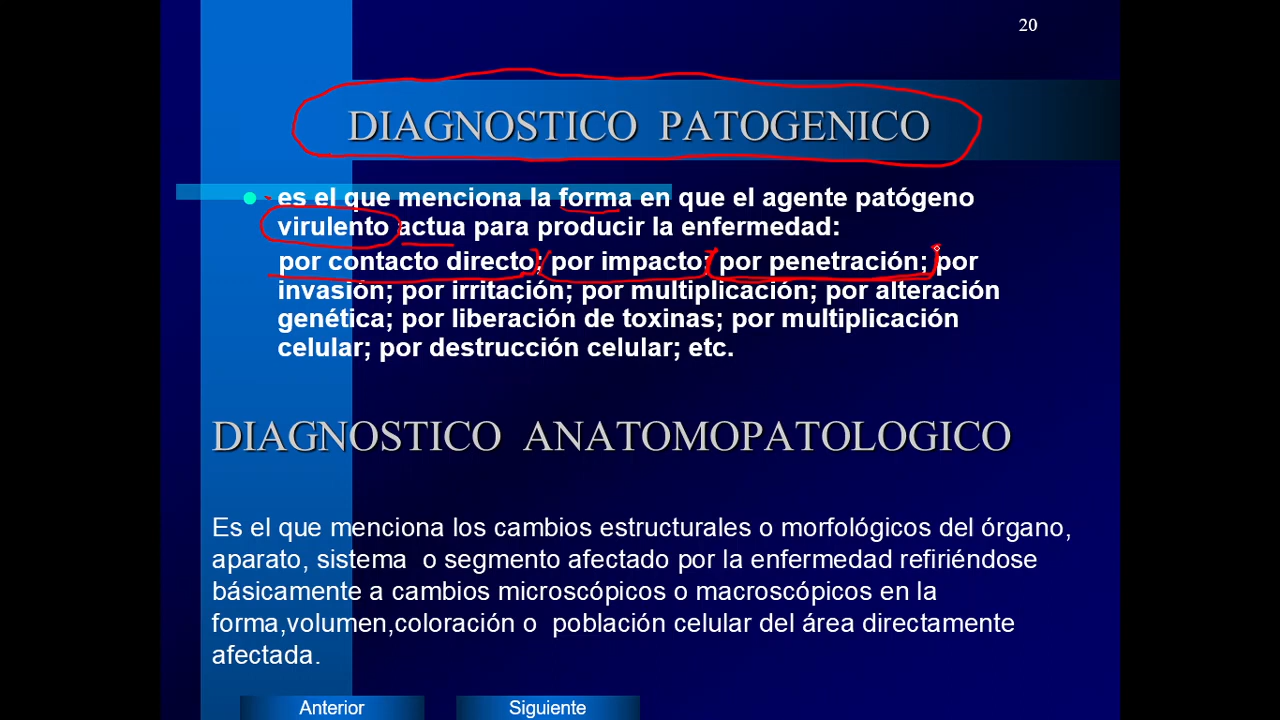 20
DIAGNOSTICO PATOGENICO
es el que menciona la forma en que el agente patógeno
virulento actua para producir la enfermedad:
por contacto directo; por impacto; por penetración; por
invasión; por irritación; por multiplicación; por alteración
genética; por liberación de toxinas; por multiplicación
celular; por destrucción celular; etc.
DIAGNOSTICO ANATOMOPATOLOGICO
Es el que menciona los cambios estructurales o morfológicos del órgano,
aparato, sistema o segmento afectado por la enfermedad refiriéndose
básicamente a cambios microscópicos o macroscópicos en la
forma,volumen,coloración o población celular del área directamente
afectada.
Anterior
Siguiente